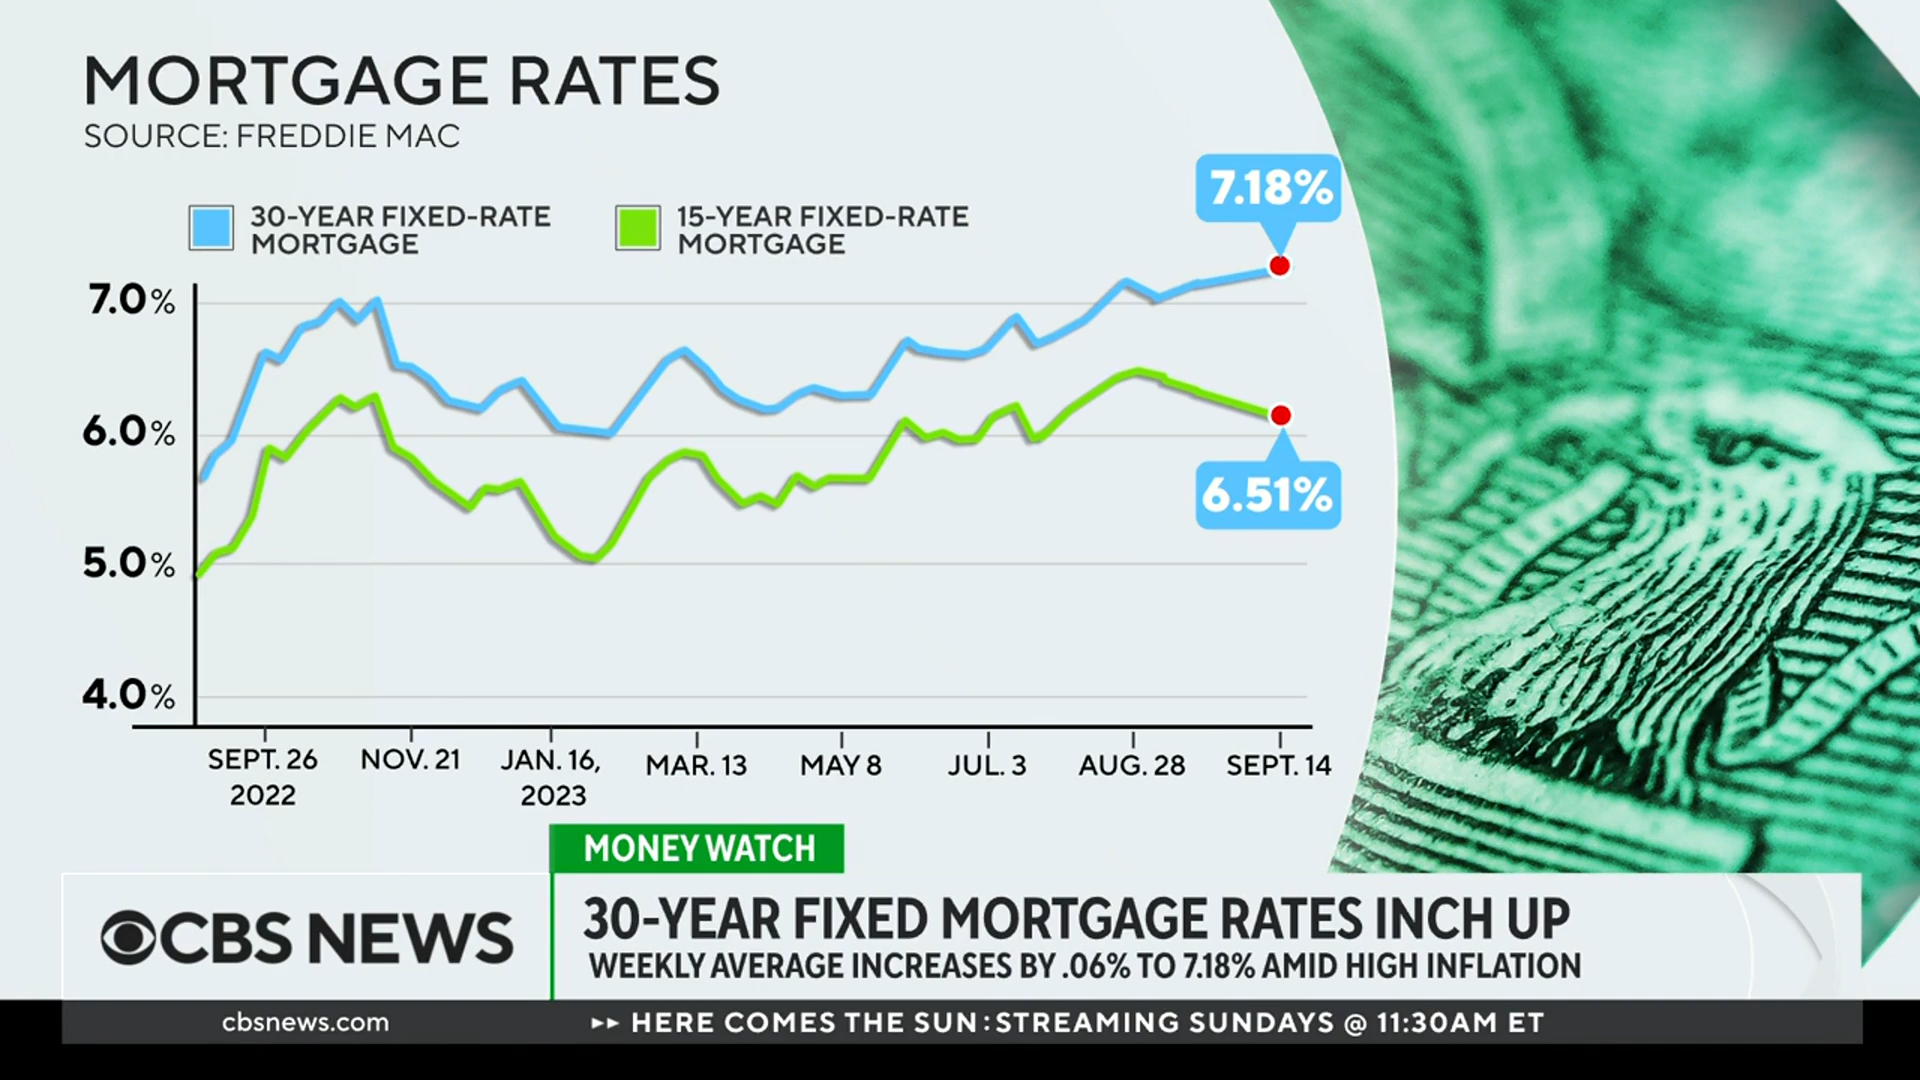 MORTGAGE RATES
SOURCE: FREDDIE MAC
30-YEAR FIXED-RATE
MORTGAGE
15-YEAR FIXED-RATE
MORTGAGE
7.18%
7.0%
6.0%
6.51%
5.0%
4.0%
SEPT. 26
2022
NOV. 21
JAN. 16,
2023
MAR. 13
MAY 8
JUL. 3
AUG. 28
SEPT. 14
MONEY WATCH
CBS NEWS
30-YEAR FIXED MORTGAGE RATES INCH UP
WEEKLY AVERAGE INCREASES BY .06% TO 7.18% AMID HIGH INFLATION
cbsnews.com
HERE COMES THE SUN: STREAMING SUNDAYS @ 11:30AM ET